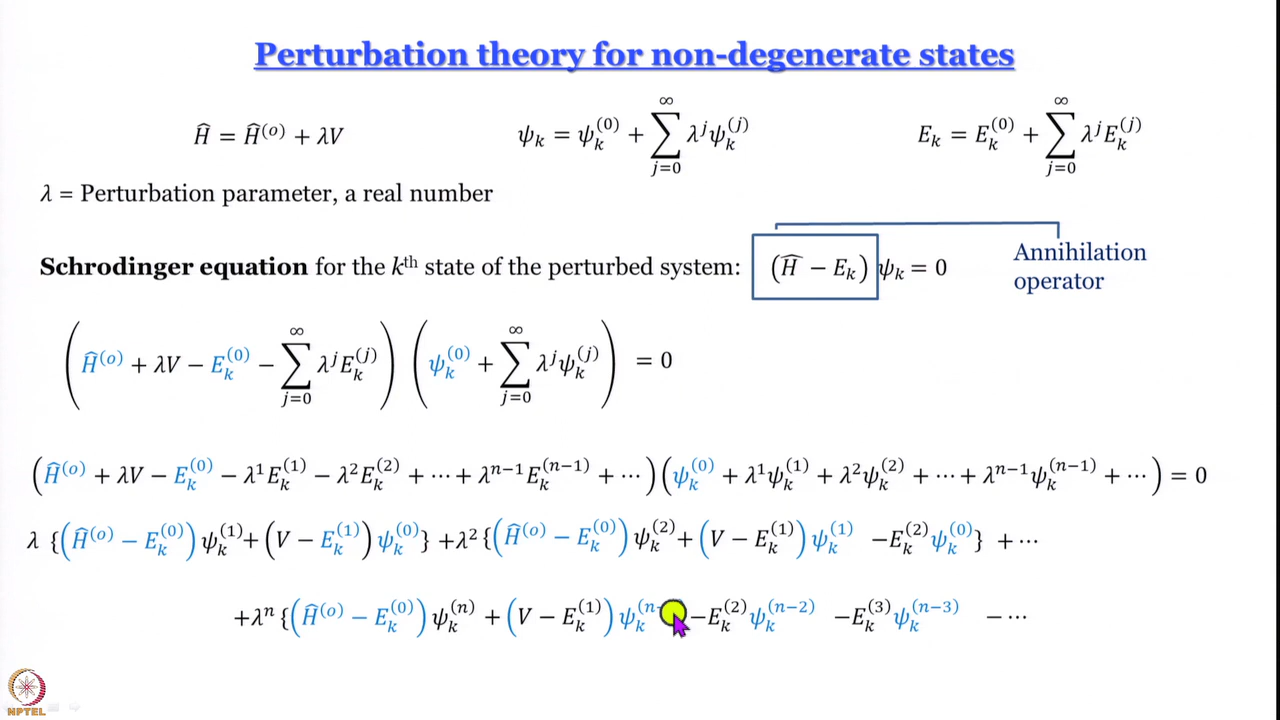 Perturbation theory for non-degenerate states
Ĥ = Ĥ^(o) + λV    ψ_k = ψ_k^(0) + ∑_{j=0}^{∞} λ^j ψ_k^(j)    E_k = E_k^(0) + ∑_{j=0}^{∞} λ^j E_k^(j)
λ = Perturbation parameter, a real number
Schrodinger equation for the k^th state of the perturbed system: (Ĥ − E_k) ψ_k = 0
Annihilation
operator
(Ĥ^(o) + λV − E_k^(0) − ∑_{j=0}^{∞} λ^j E_k^(j)) (ψ_k^(0) + ∑_{j=0}^{∞} λ^j ψ_k^(j)) = 0
(Ĥ^(o) + λV − E_k^(0) − λ^1 E_k^(1) − λ^2 E_k^(2) + ⋯ + λ^{n−1} E_k^(n−1) + ⋯)(ψ_k^(0) + λ^1 ψ_k^(1) + λ^2 ψ_k^(2) + ⋯ + λ^{n−1} ψ_k^(n−1) + ⋯) = 0
λ {(Ĥ^(o) − E_k^(0)) ψ_k^(1) + (V − E_k^(1)) ψ_k^(0)} + λ^2 {(Ĥ^(o) − E_k^(0)) ψ_k^(2) + (V − E_k^(1)) ψ_k^(1) − E_k^(2) ψ_k^(0)} + ⋯
+λ^n {(Ĥ^(o) − E_k^(0)) ψ_k^(n) + (V − E_k^(1)) ψ_k^(n− − E_k^(2) ψ_k^(n−2) − E_k^(3) ψ_k^(n−3) − ⋯
NPTEL